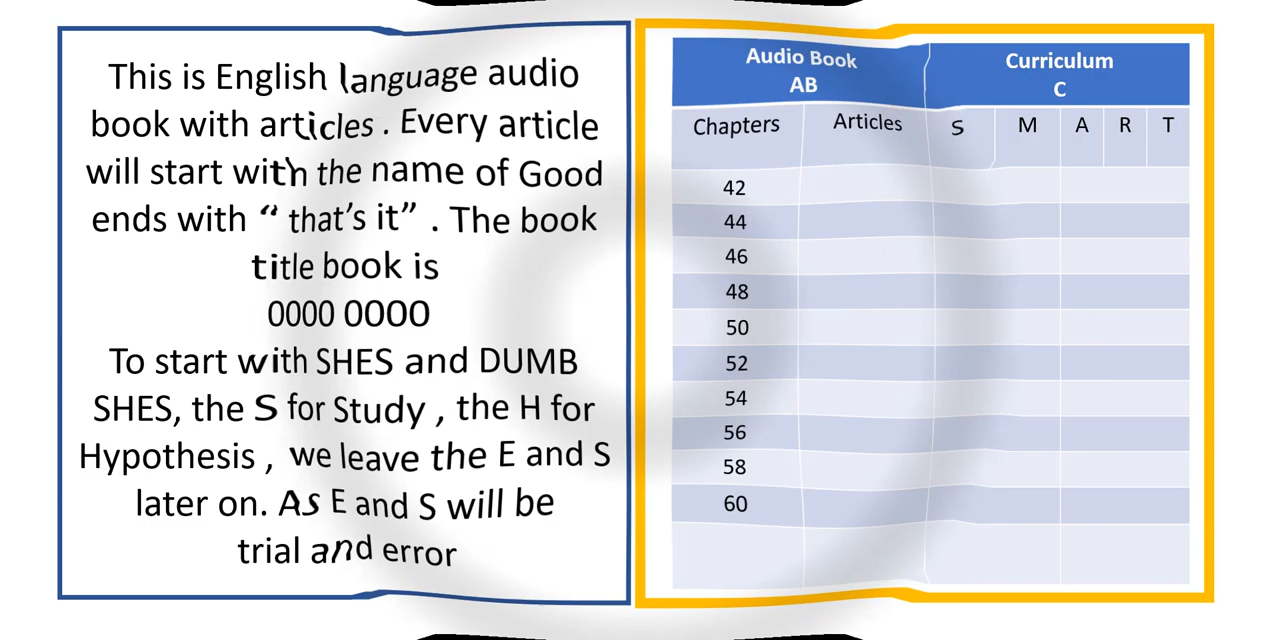 This is English language audio
book with articles . Every article
will start with the name of Good
ends with “ that’s it” . The book
title book is
0000 0000
To start with SHES and DUMB
SHES, the S for Study , the H for
Hypothesis , we leave the E and S
later on. As E and S will be
trial and error
Audio Book Curriculum
AB C
Chapters Articles S M A R T
42
44
46
48
50
52
54
56
58
60